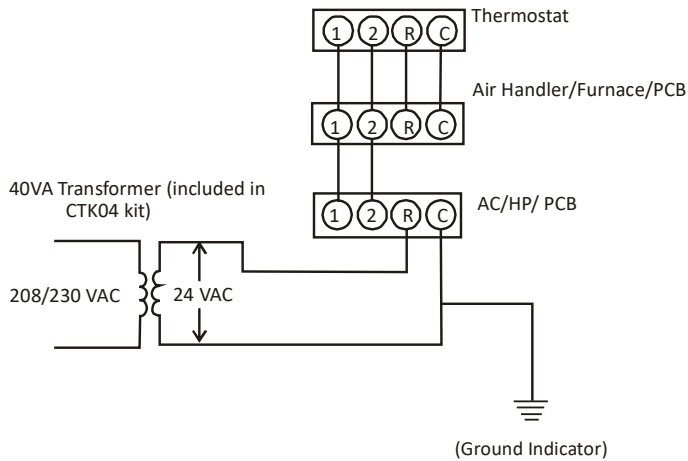 1 2 R C
Thermostat
Air Handler/Furnace/PCB
1 2 R C
40VA Transformer (included in
CTK04 kit)
AC/HP/ PCB
1 2 R C
208/230 VAC
24 VAC
(Ground Indicator)